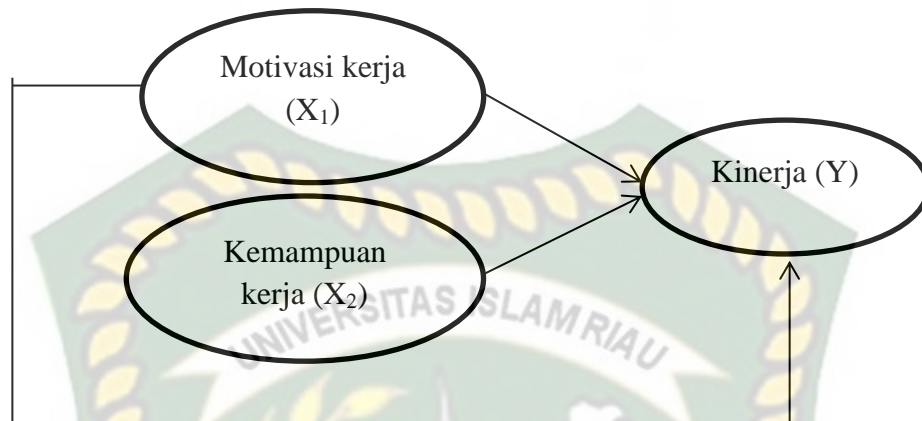 Motivasi kerja
(X₁)
Kinerja (Y)
Kemampuan
kerja (X₂)
UNIVERSITAS ISLAM RIAU